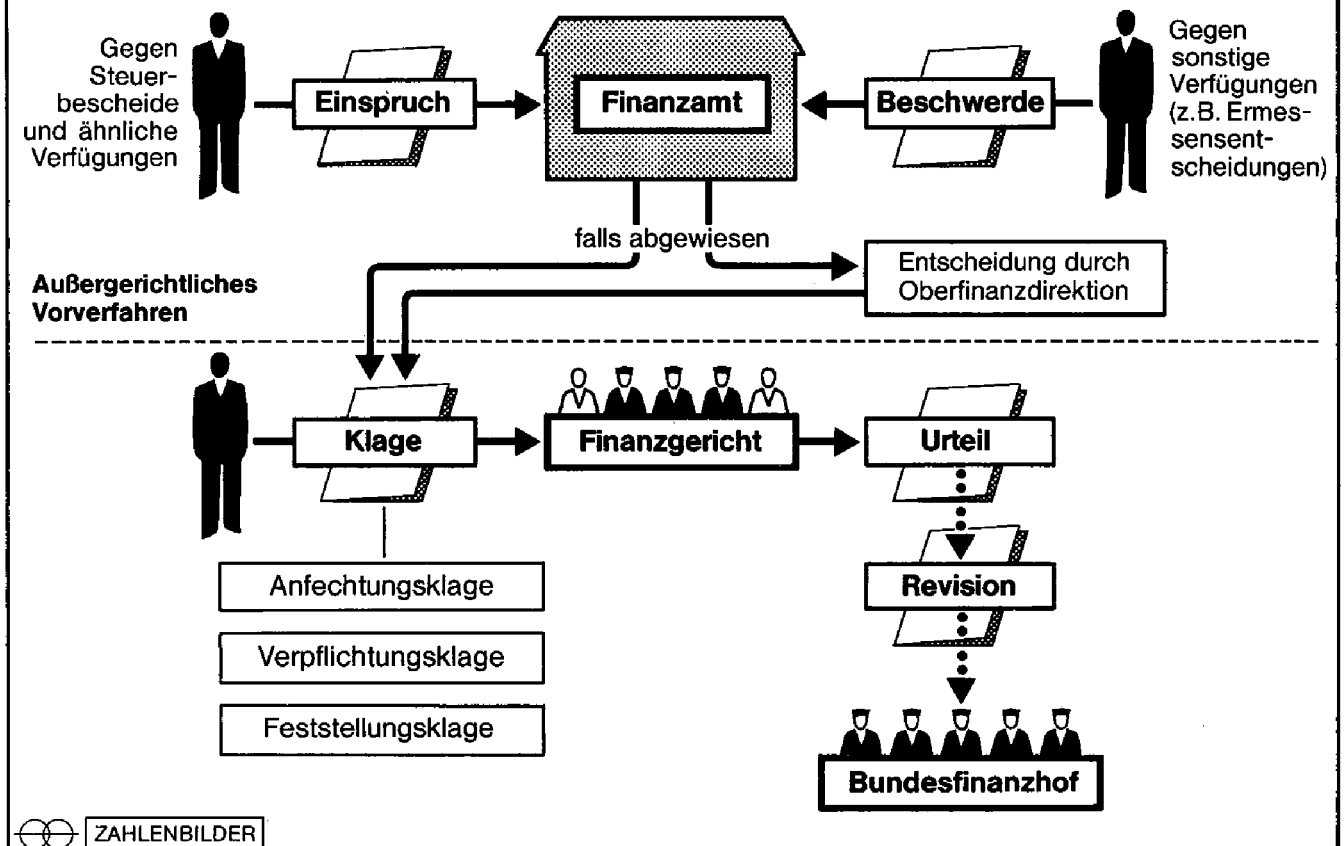 Gegen
Steuer-
bescheide
und ähnliche
Verfügungen
Einspruch
Finanzamt
Beschwerde
Gegen
sonstige
Verfügungen
(z.B. Ermes-
sensent-
scheidungen)
falls abgewiesen
Entscheidung durch
Oberfinanzdirektion
Außergerichtliches
Vorverfahren
Klage
Finanzgericht
Urteil
Anfechtungsklage
Verpflichtungsklage
Feststellungsklage
Revision
Bundesfinanzhof
ZAHLENBILDER